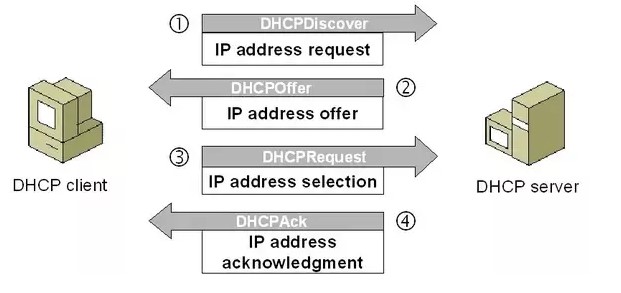 ① DHCPDiscover
IP address request
DHCPOffer ②
IP address offer
③ DHCPRequest
IP address selection
DHCP client
DHCP server
DHCPAck ④
IP address
acknowledgment